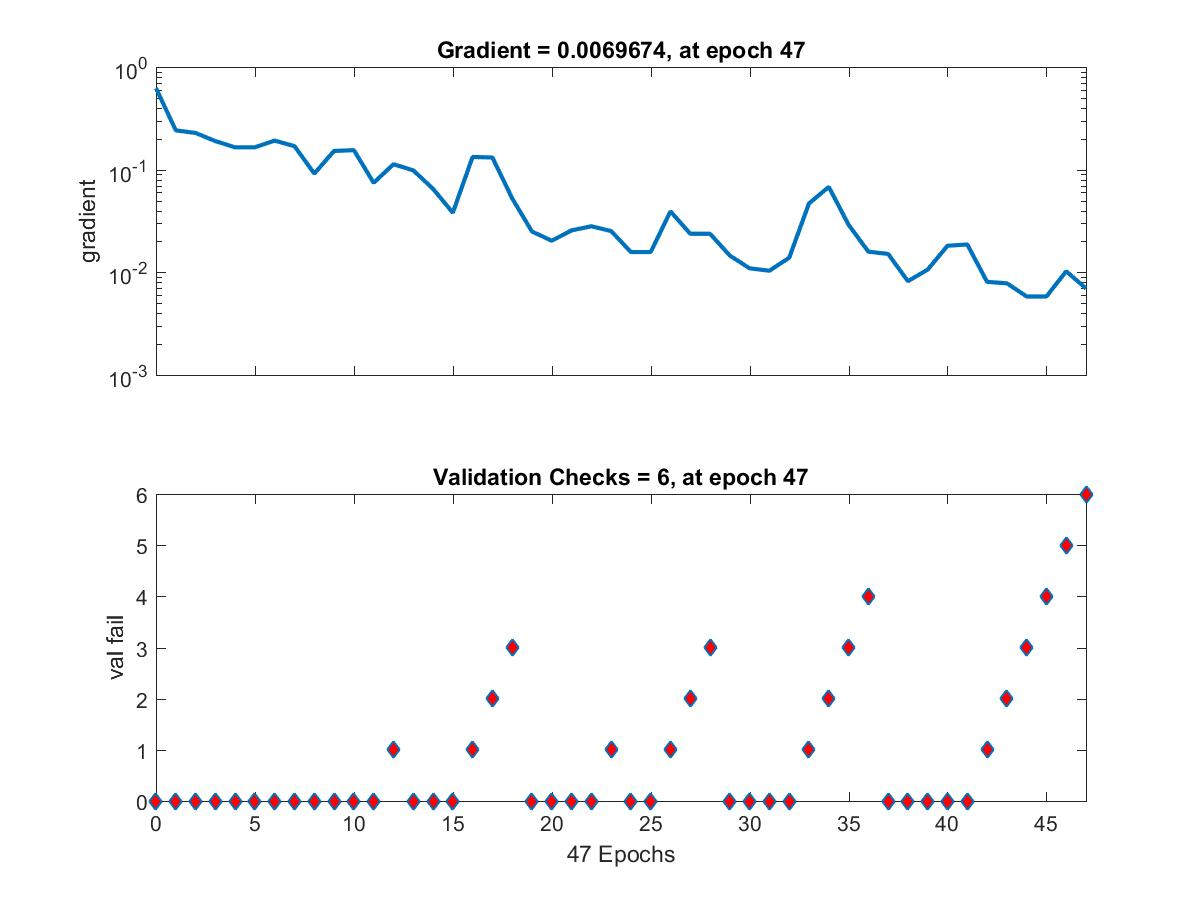 Gradient = 0.0069674, at epoch 47
10^0
10^-1
10^-2
10^-3
gradient
Validation Checks = 6, at epoch 47
6
5
4
3
2
1
0
val fail
0 5 10 15 20 25 30 35 40 45
47 Epochs